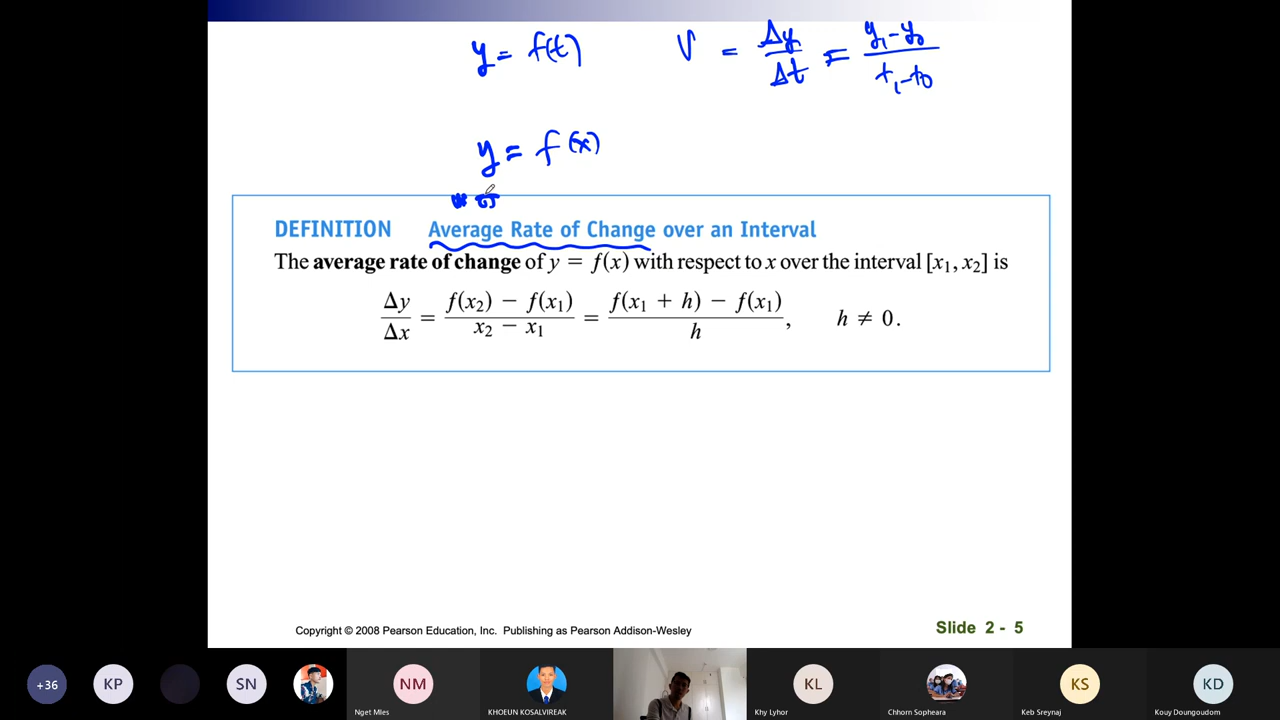 y = f(t) V = Δy/Δt = y₁-y₀/t₁-t₀
y = f(x)
DEFINITION Average Rate of Change over an Interval
The average rate of change of y = f(x) with respect to x over the interval [x₁, x₂] is
Δy/Δx = f(x₂) − f(x₁)/x₂ − x₁ = f(x₁ + h) − f(x₁)/h, h ≠ 0.
Copyright © 2008 Pearson Education, Inc. Publishing as Pearson Addison-Wesley
Slide 2 - 5
+36 KP SN NM KL KS KD
Nget MIes KHOEUN KOSALVIREAK Khy Lyhor Chhorn Sopheara Keb Sreynaj Kouy Doungoudom